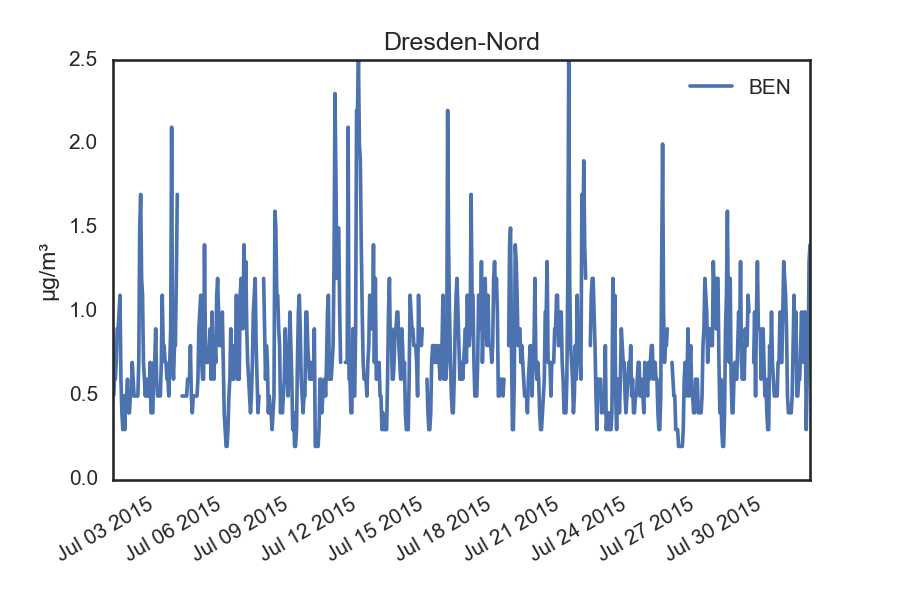 Dresden-Nord
BEN
µg/m³
2.5
2.0
1.5
1.0
0.5
0.0
Jul 03 2015
Jul 06 2015
Jul 09 2015
Jul 12 2015
Jul 15 2015
Jul 18 2015
Jul 21 2015
Jul 24 2015
Jul 27 2015
Jul 30 2015